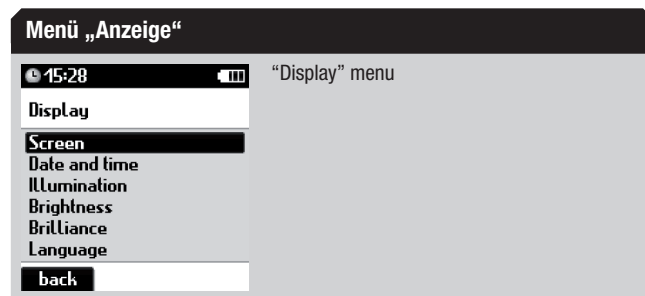 Menü „Anzeige“
15:28
Display
Screen
Date and time
Illumination
Brightness
Brilliance
Language
back
“Display” menu